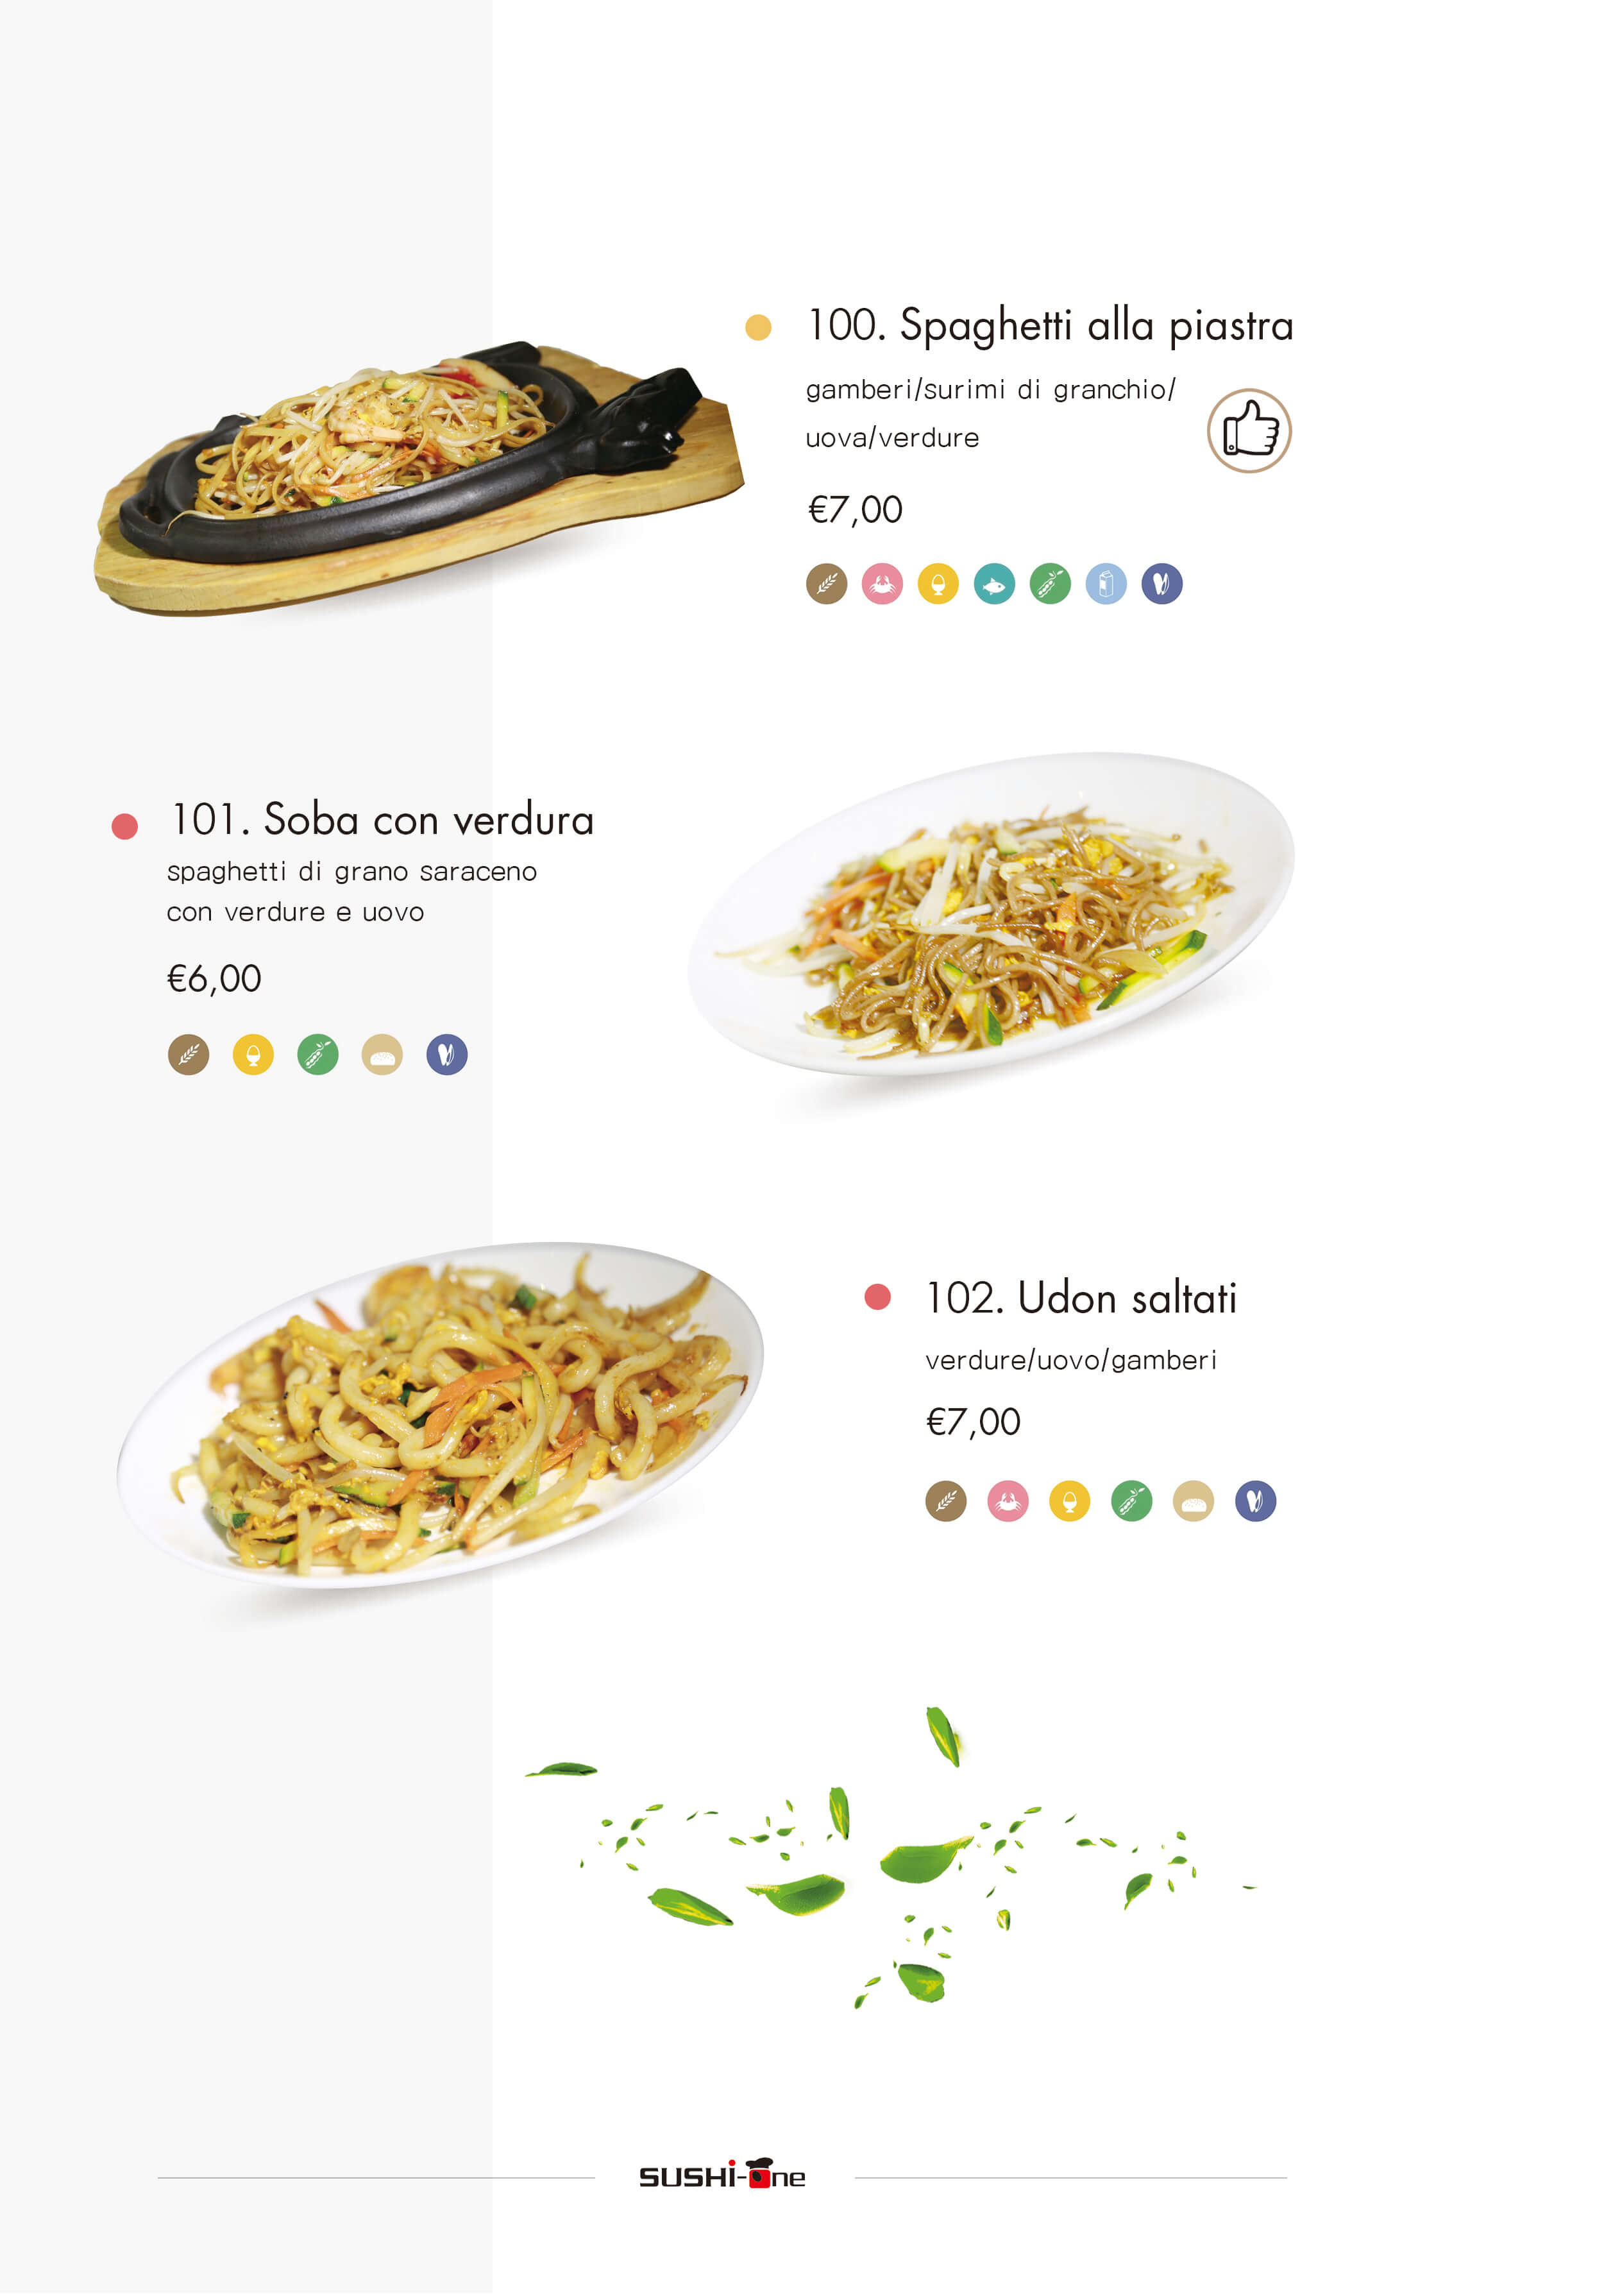 100. Spaghetti alla piastra
gamberi/surimi di granchio/
uova/verdure
€7,00
101. Soba con verdura
spaghetti di grano saraceno
con verdure e uovo
€6,00
102. Udon saltati
verdure/uovo/gamberi
€7,00
SUSHi-One